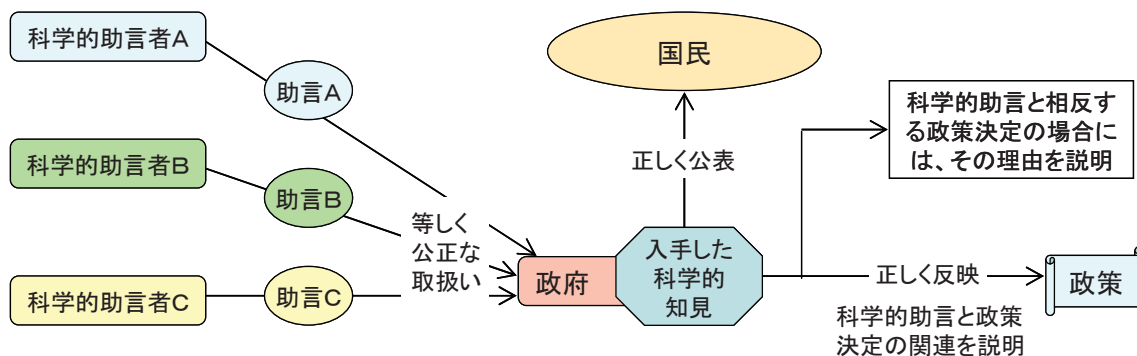 科学的助言者A
助言A
科学的助言者B
助言B
科学的助言者C
助言C
等しく
公正な
取扱い
政府
入手した
科学的
知見
正しく公表
国民
科学的助言と相反す
る政策決定の場合に
は、その理由を説明
正しく反映
科学的助言と政策
決定の関連を説明
政策